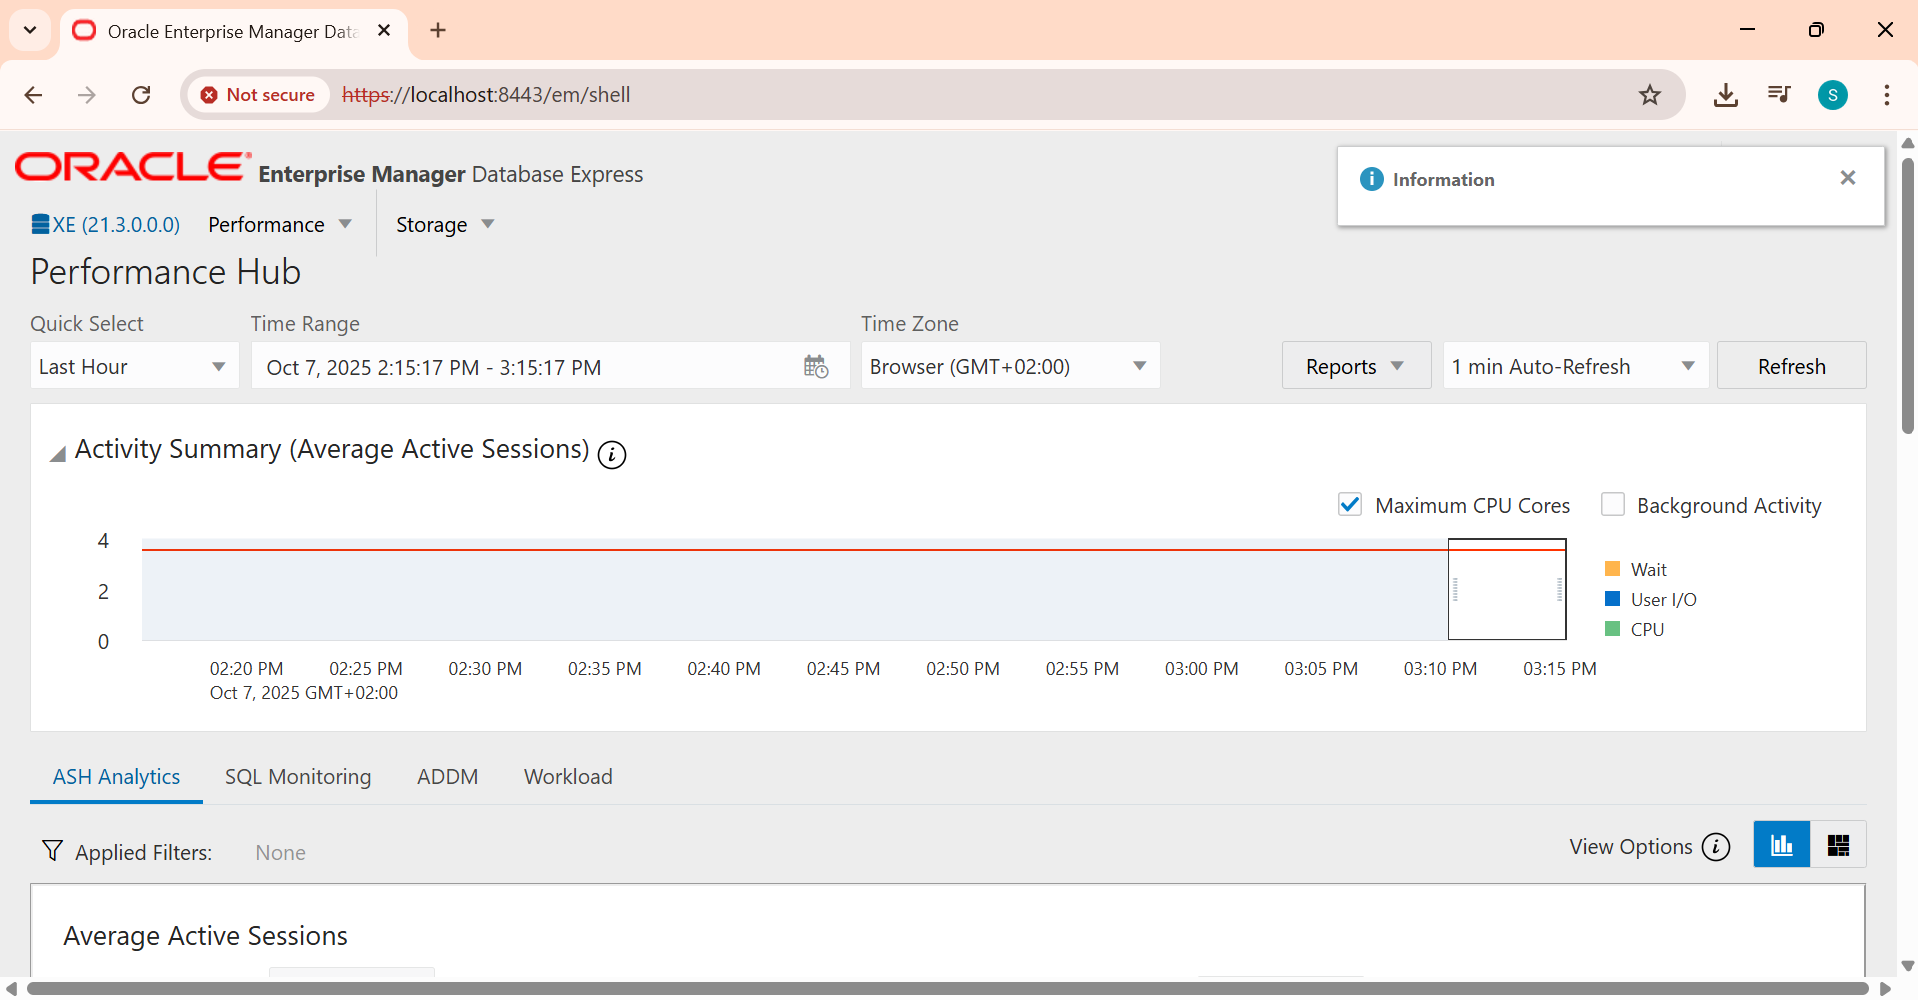 Oracle Enterprise Manager Data
Not secure https://localhost:8443/em/shell
S
ORACLE Enterprise Manager Database Express
Information
XE (21.3.0.0.0) Performance Storage
Performance Hub
Quick Select Time Range Time Zone
Last Hour Oct 7, 2025 2:15:17 PM - 3:15:17 PM Browser (GMT+02:00) Reports 1 min Auto-Refresh Refresh
Activity Summary (Average Active Sessions)
Maximum CPU Cores Background Activity
4
2
0
Wait
User I/O
CPU
02:20 PM 02:25 PM 02:30 PM 02:35 PM 02:40 PM 02:45 PM 02:50 PM 02:55 PM 03:00 PM 03:05 PM 03:10 PM 03:15 PM
Oct 7, 2025 GMT+02:00
ASH Analytics SQL Monitoring ADDM Workload
Applied Filters: None View Options
Average Active Sessions